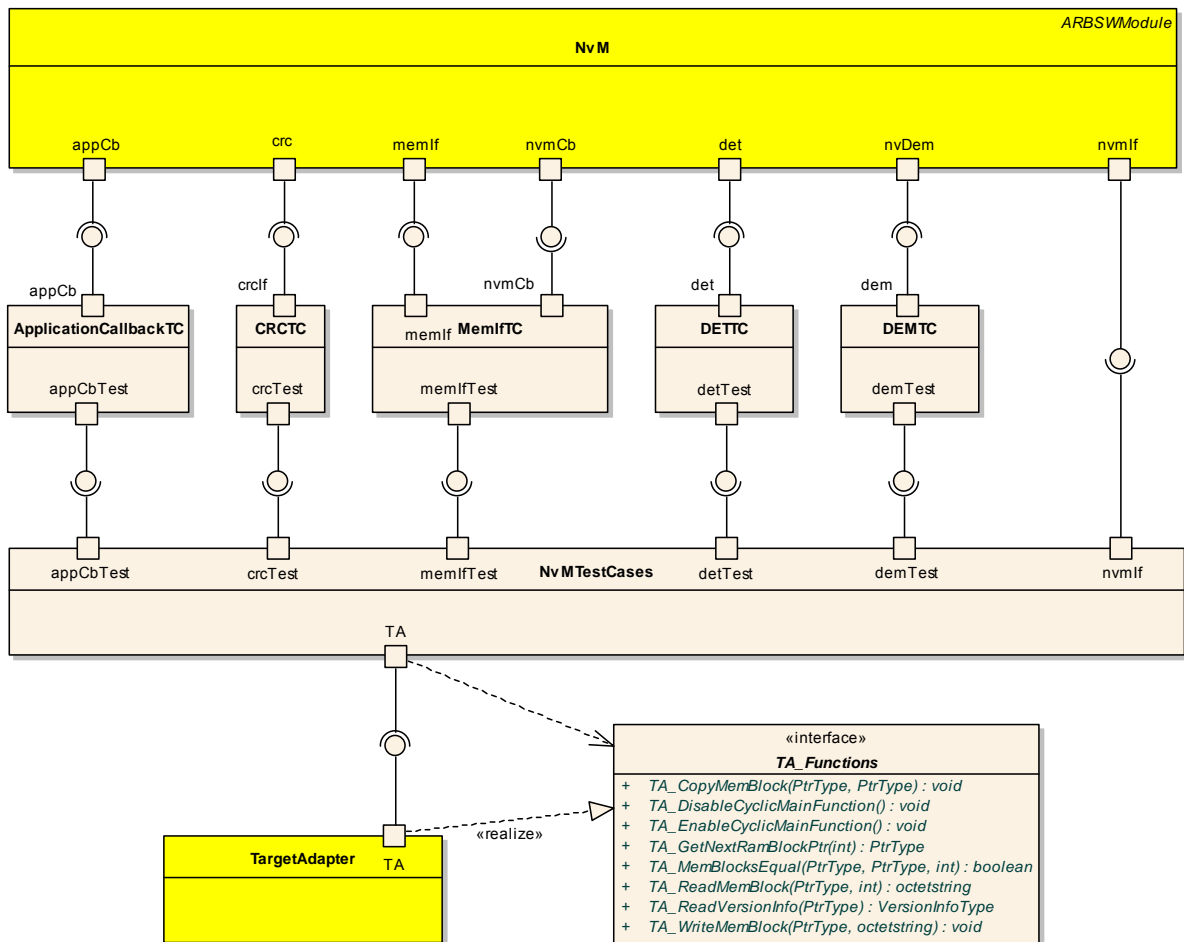 ARBSWModule
NvM
appCb crc memIf nvmCb det nvDem nvmIf
appCb crcIf nvmCb det dem
ApplicationCallbackTC CRCTC MemIfTC DETTC DEMTC
memIf
appCbTest crcTest memIfTest detTest demTest
appCbTest crcTest memIfTest NvMTestCases detTest demTest nvmIf
TA
«interface»
TA_Functions
+ TA_CopyMemBlock(PtrType, PtrType) : void
+ TA_DisableCyclicMainFunction() : void
+ TA_EnableCyclicMainFunction() : void
+ TA_GetNextRamBlockPtr(int) : PtrType
+ TA_MemBlocksEqual(PtrType, PtrType, int) : boolean
+ TA_ReadMemBlock(PtrType, int) : octetstring
+ TA_ReadVersionInfo(PtrType) : VersionInfoType
+ TA_WriteMemBlock(PtrType, octetstring) : void
«realize»
TargetAdapter
TA